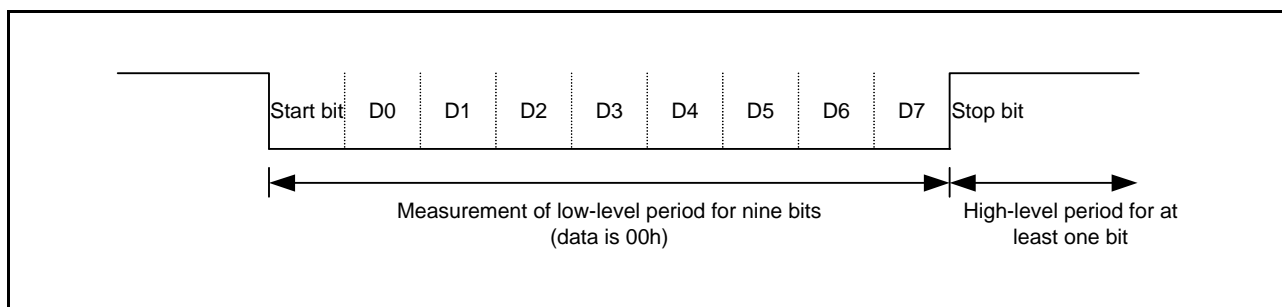 Start bit D0 D1 D2 D3 D4 D5 D6 D7 Stop bit
Measurement of low-level period for nine bits
(data is 00h)
High-level period for at
least one bit